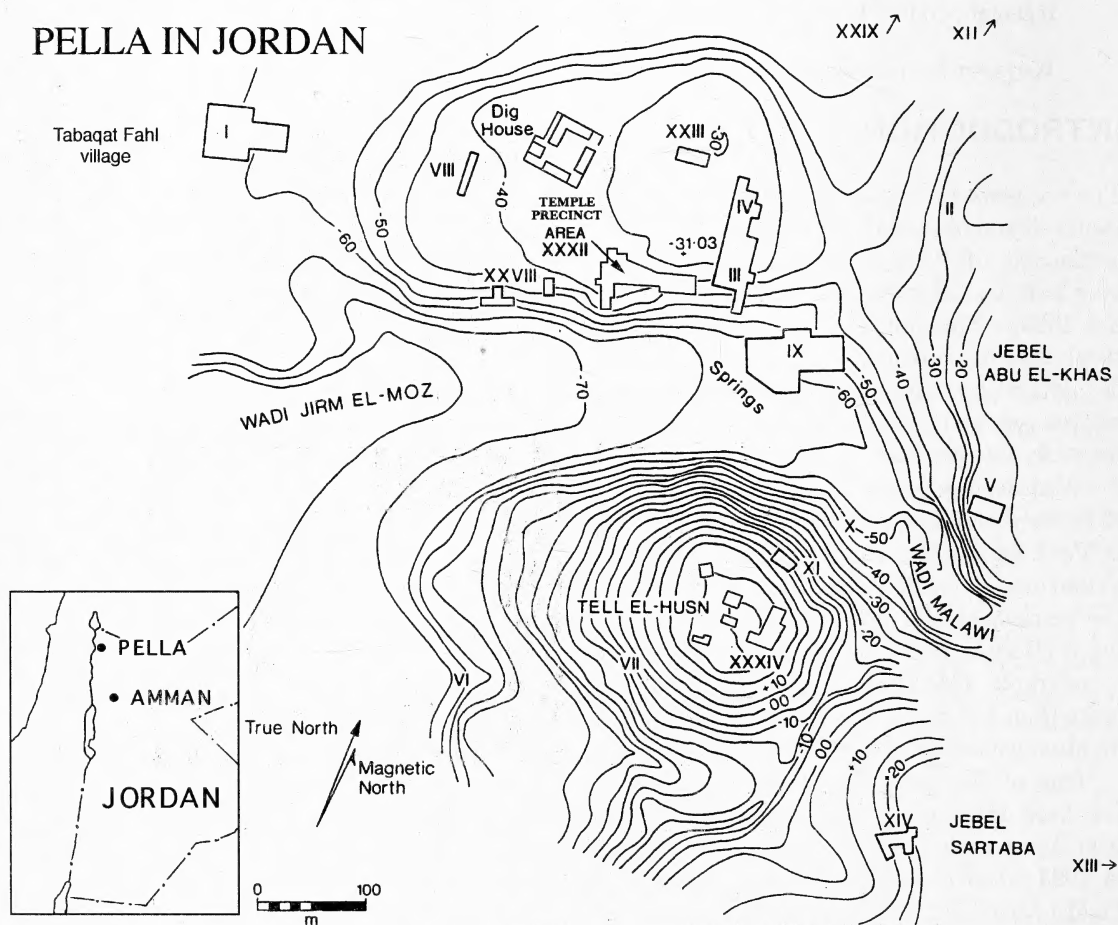 PELLA IN JORDAN
XXIX
XII
Tabaqat Fahl
village
I
Dig
House
VIII
XXIII
-50
-40
-50
-60
TEMPLE
PRECINCT
AREA
XXXII
IV
II
-31·03
III
XXVIII
IX
Springs
-70
WADI JIRM EL-MOZ
-60
-50
-40
-30
-20
JEBEL
ABU EL-KHAS
V
X
-50
WADI MALAWI
XI
-40
-30
-20
TELL EL-HUSN
VII
XXXIV
+10
00
-10
VI
-10
00
+10
+20
XIV
JEBEL
SARTABA
XIII
PELLA
AMMAN
JORDAN
True North
Magnetic
North
0
100
m